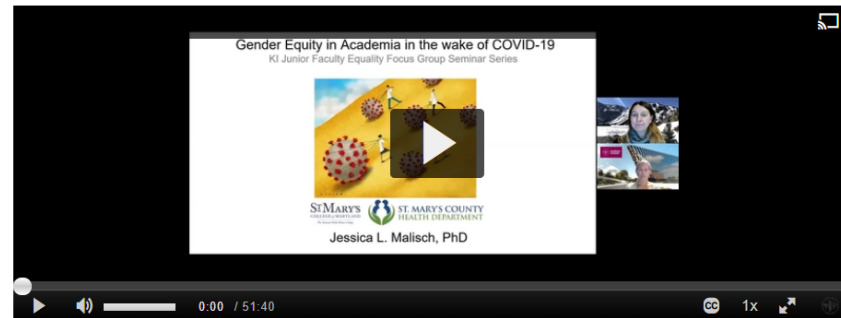 Gender Equity in Academia in the wake of COVID-19
KI Junior Faculty Equality Focus Group Seminar Series
ST MARY'S
COLLEGE of MARYLAND
ST. MARY'S COUNTY
HEALTH DEPARTMENT
Jessica L. Malisch, PhD
0:00 / 51:40
CC
1x